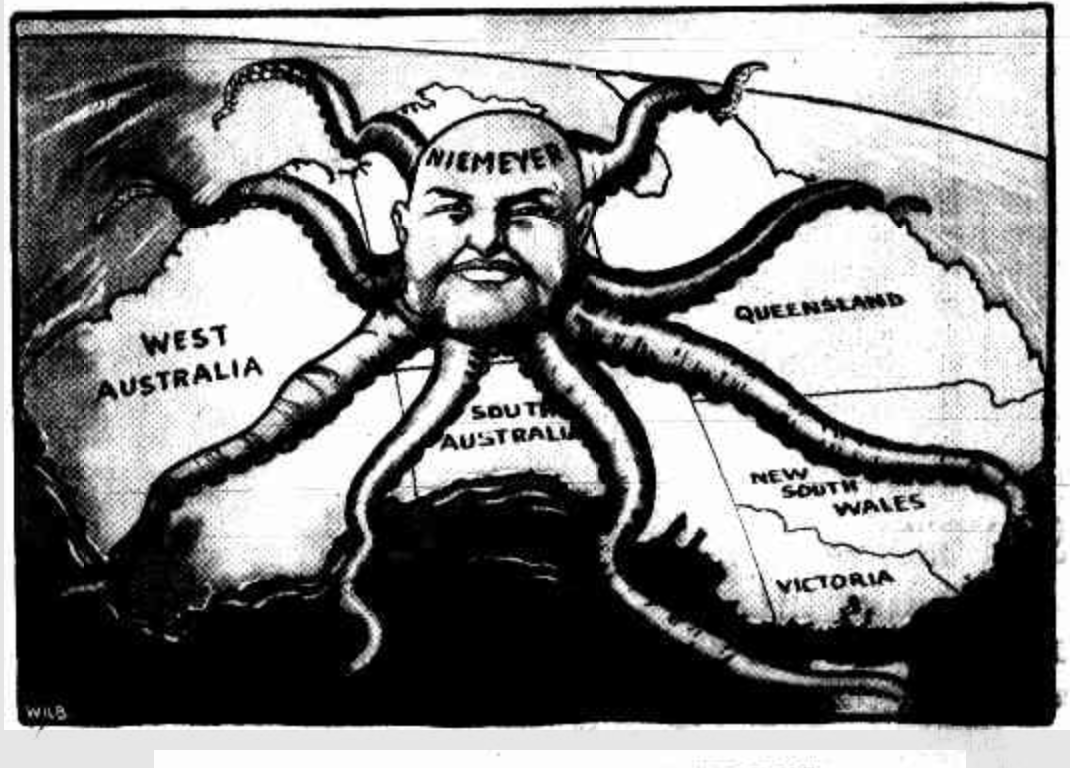 NIEMEYER
WEST
AUSTRALIA
QUEENSLAND
SOUTH
AUSTRALIA
NEW
SOUTH
WALES
VICTORIA
WILB